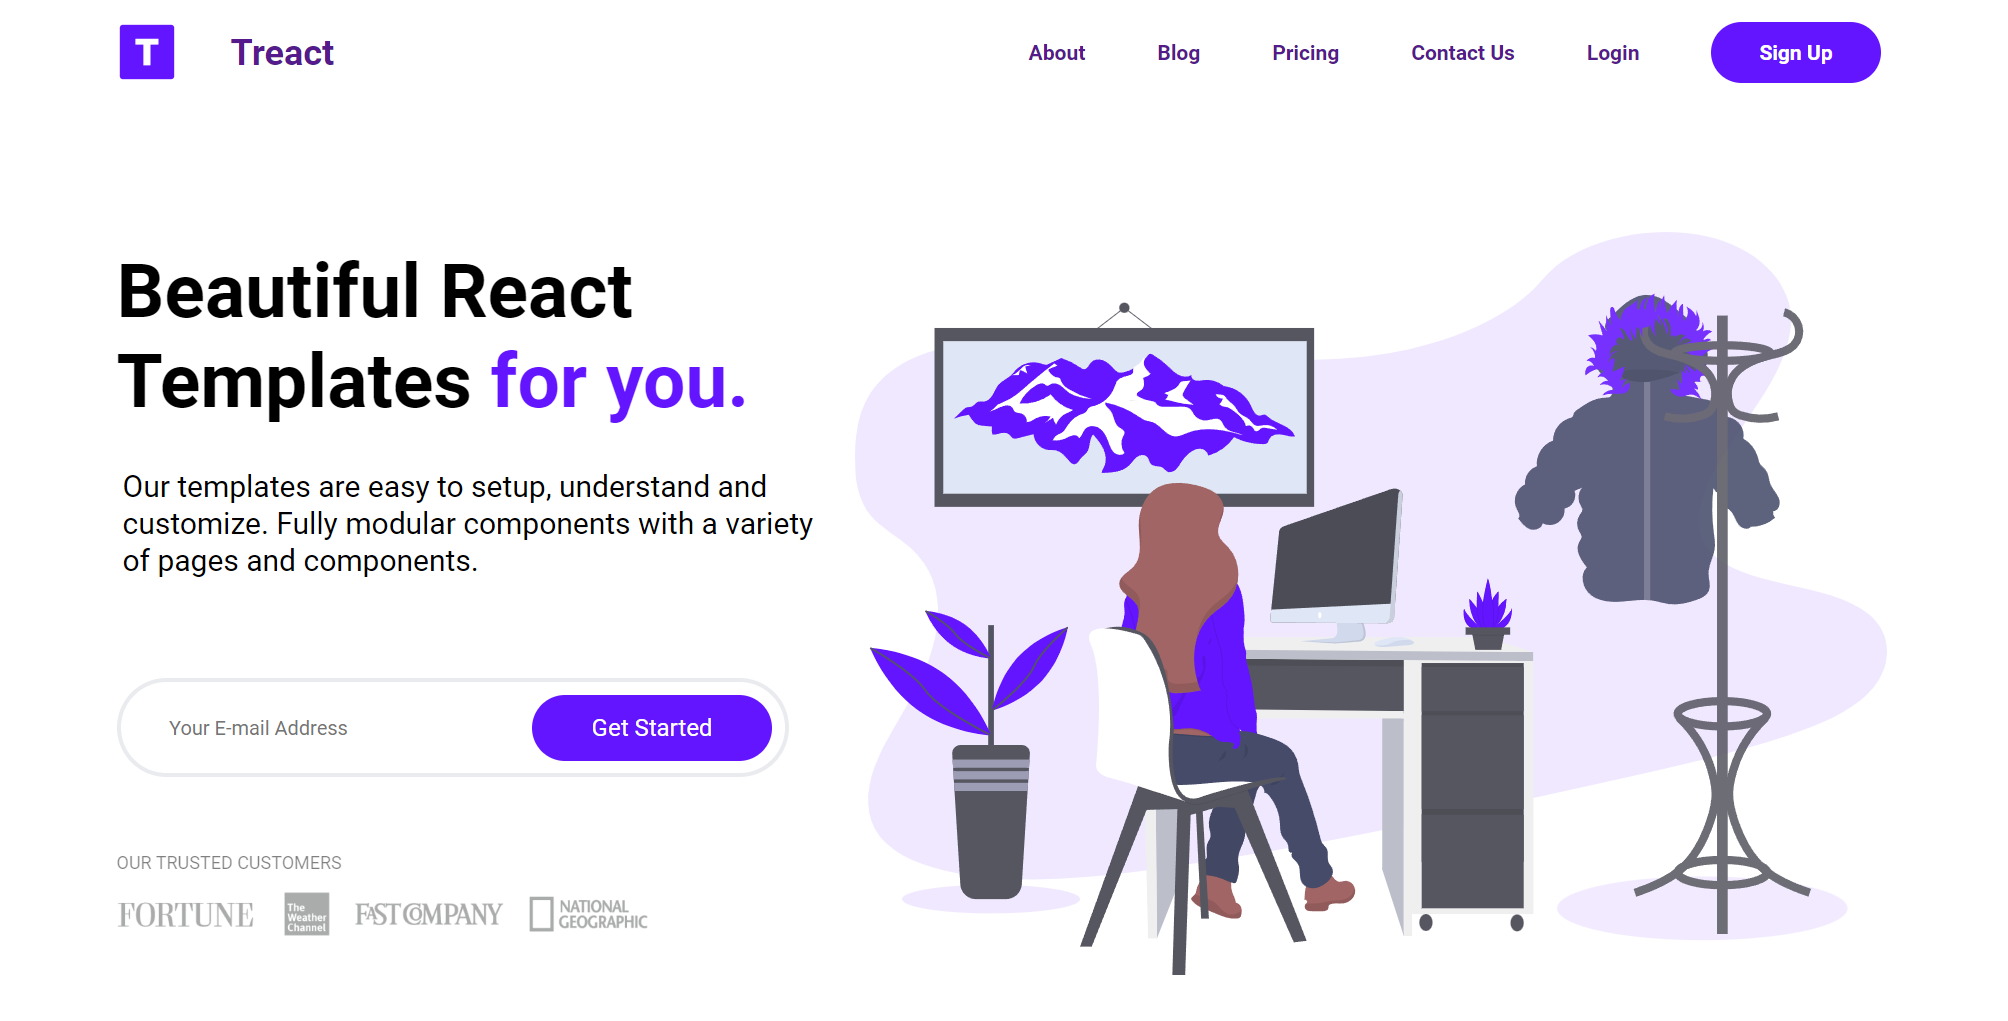 T
Treact
About
Blog
Pricing
Contact Us
Login
Sign Up
Beautiful React
Templates for you.
Our templates are easy to setup, understand and
customize. Fully modular components with a variety
of pages and components.
Your E-mail Address
Get Started
OUR TRUSTED CUSTOMERS
FORTUNE
The
Weather
Channel
FAST COMPANY
NATIONAL
GEOGRAPHIC